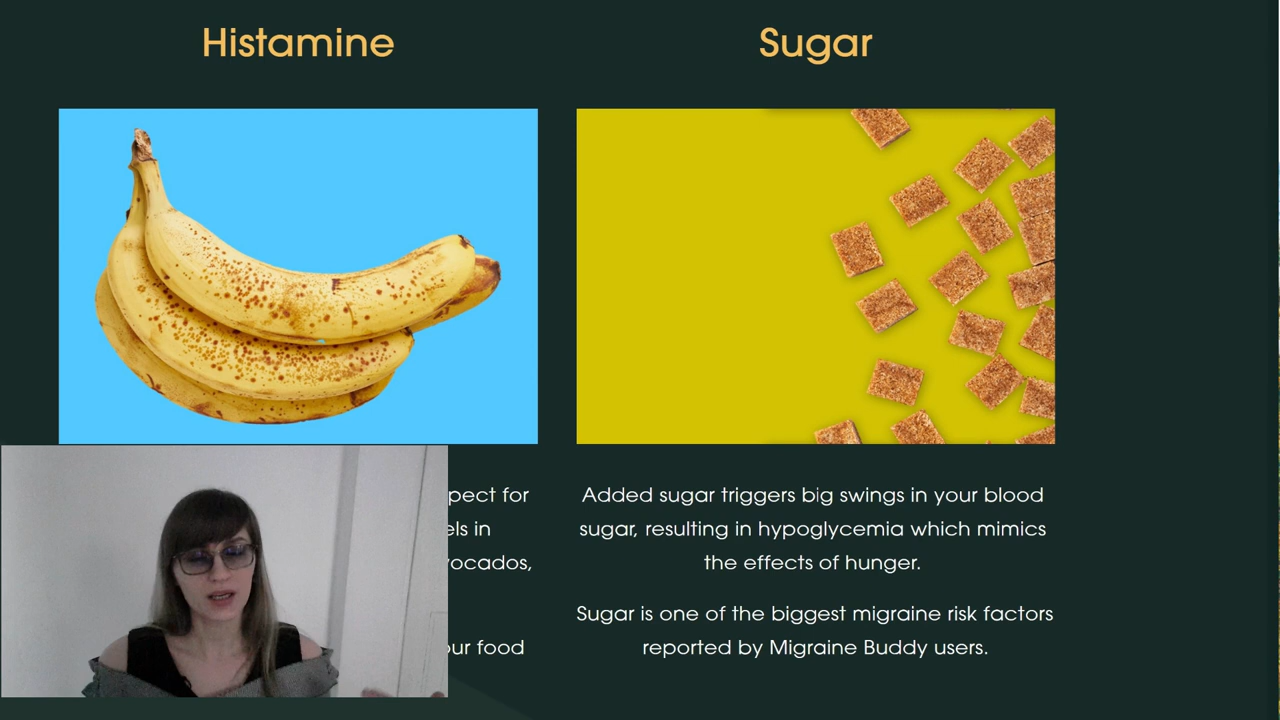 Histamine
Sugar
pect for
els in
vocados,
our food
Added sugar triggers big swings in your blood
sugar, resulting in hypoglycemia which mimics
the effects of hunger.
Sugar is one of the biggest migraine risk factors
reported by Migraine Buddy users.